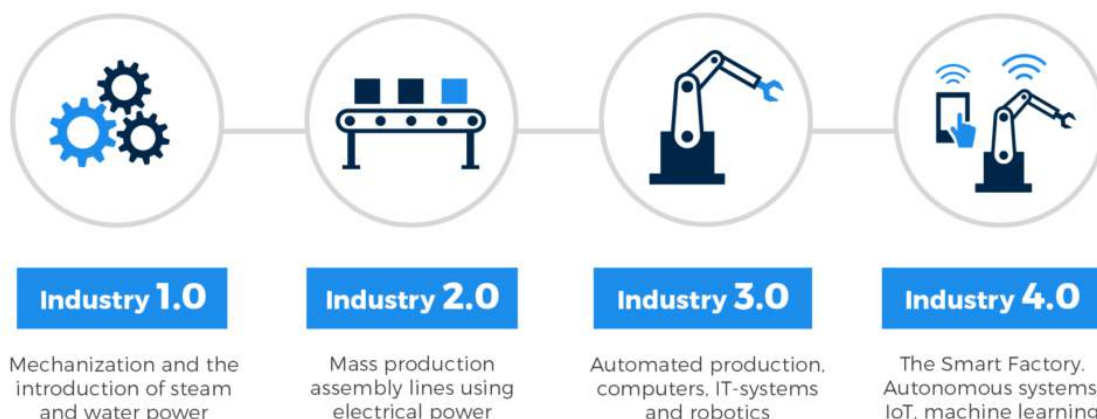 Industry 1.0
Mechanization and the
introduction of steam
and water power
Industry 2.0
Mass production
assembly lines using
electrical power
Industry 3.0
Automated production,
computers, IT-systems
and robotics
Industry 4.0
The Smart Factory.
Autonomous systems,
IoT, machine learning